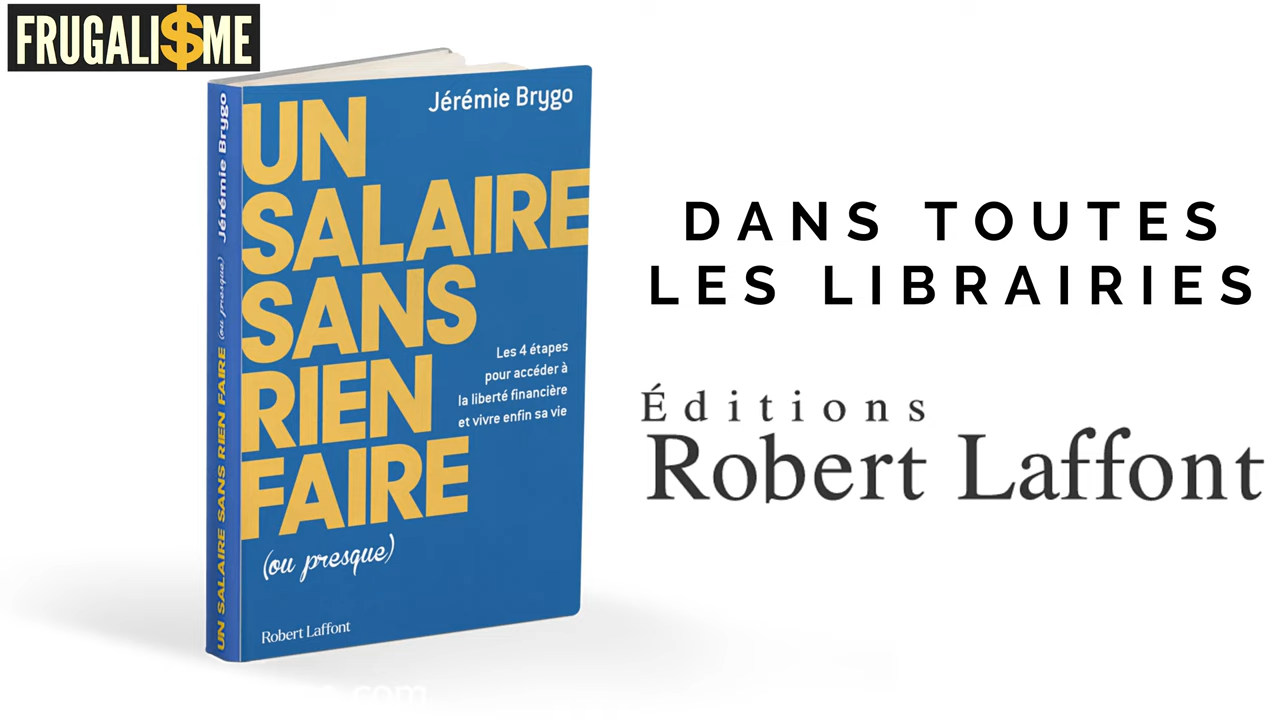 FRUGALI$ME
Jérémie Brygo
UN
SALAIRE
SANS
RIEN
FAIRE
(ou presque)
Les 4 étapes
pour accéder à
la liberté financière
et vivre enfin sa vie
Robert Laffont
UN SALAIRE SANS RIEN FAIRE (ou presque) Jérémie Brygo
DANS TOUTES
LES LIBRAIRIES
Éditions
Robert Laffont